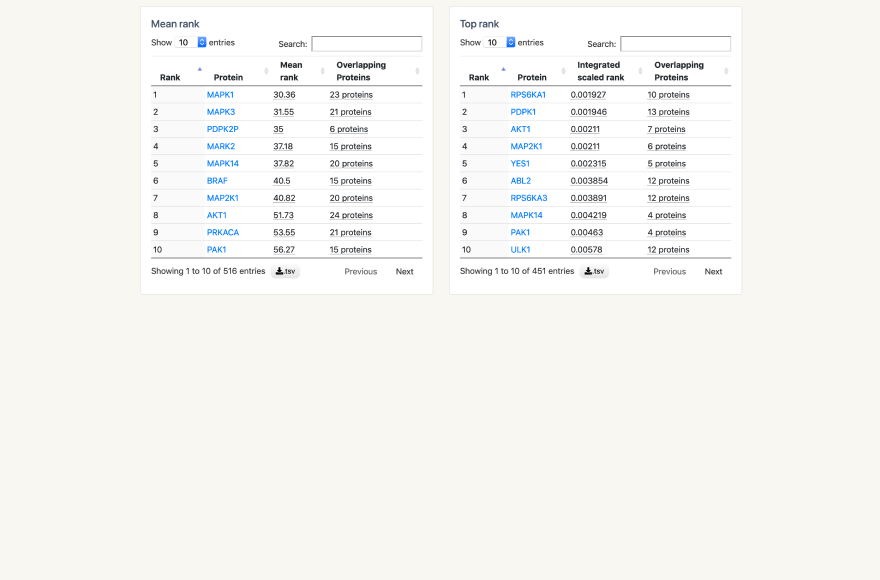 Mean rank
Show 10 entries
Search:
Rank Protein Mean rank Overlapping Proteins
1 MAPK1 30.36 23 proteins
2 MAPK3 31.55 21 proteins
3 PDPK2P 35 6 proteins
4 MARK2 37.18 15 proteins
5 MAPK14 37.82 20 proteins
6 BRAF 40.5 15 proteins
7 MAP2K1 40.82 20 proteins
8 AKT1 51.73 24 proteins
9 PRKACA 53.55 21 proteins
10 PAK1 56.27 15 proteins
Showing 1 to 10 of 516 entries .tsv Previous Next
Top rank
Show 10 entries
Search:
Rank Protein Integrated scaled rank Overlapping Proteins
1 RPS6KA1 0.001927 10 proteins
2 PDPK1 0.001946 13 proteins
3 AKT1 0.00211 7 proteins
4 MAP2K1 0.00211 6 proteins
5 YES1 0.002315 5 proteins
6 ABL2 0.003854 12 proteins
7 RPS6KA3 0.003891 12 proteins
8 MAPK14 0.004219 4 proteins
9 PAK1 0.00463 4 proteins
10 ULK1 0.00578 12 proteins
Showing 1 to 10 of 451 entries .tsv Previous Next